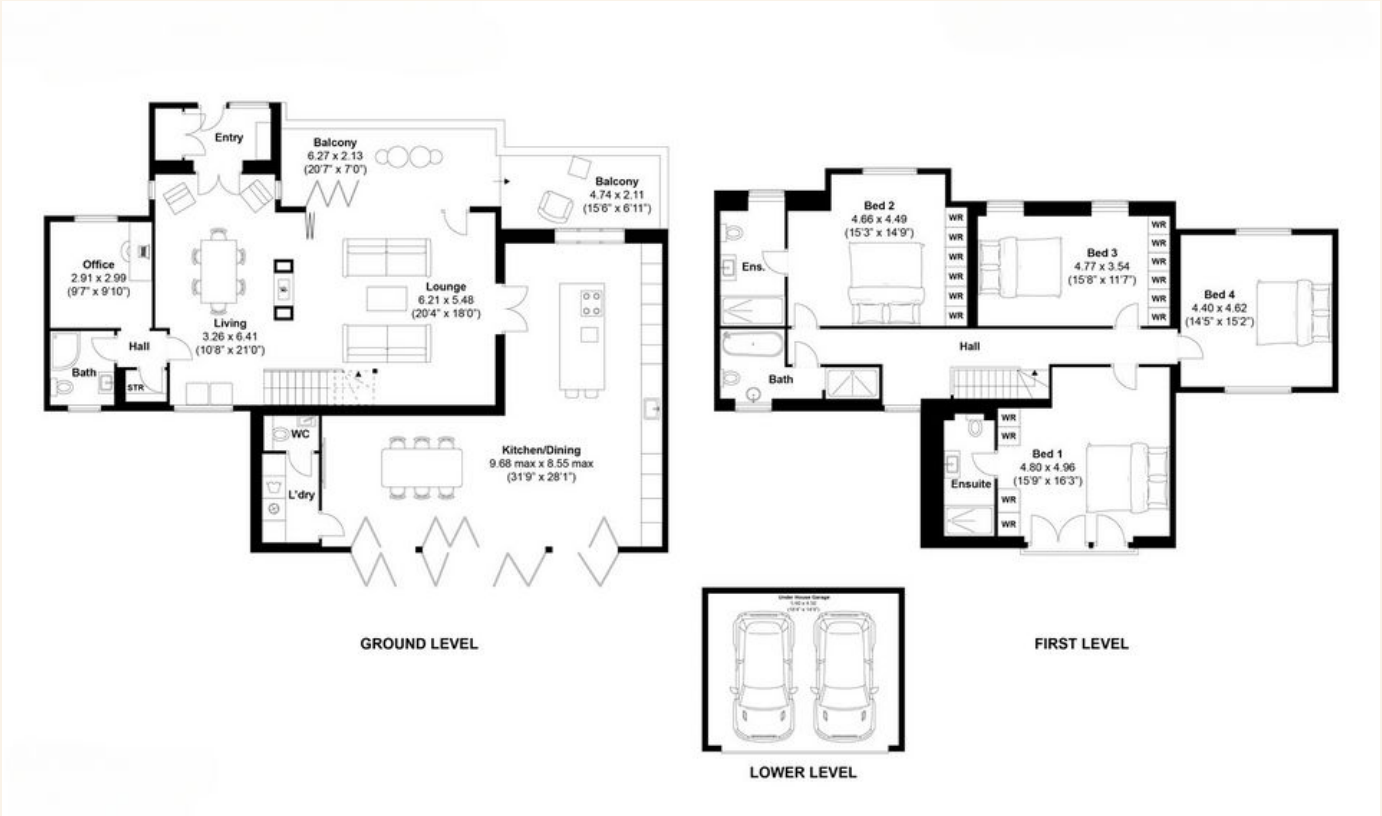 Entry
Balcony
6.27 x 2.13
(20'7" x 7'0")
Balcony
4.74 x 2.11
(15'6" x 6'11")
Office
2.91 x 2.99
(9'7" x 9'10")
Lounge
6.21 x 5.48
(20'4" x 18'0")
Living
3.26 x 6.41
(10'8" x 21'0")
Hall
Bath
STR
WC
L'dry
Kitchen/Dining
9.68 max x 8.55 max
(31'9" x 28'1")
GROUND LEVEL
Bed 2
4.66 x 4.49
(15'3" x 14'9")
WR
WR
WR
WR
WR
WR
Ens.
Bed 3
4.77 x 3.54
(15'8" x 11'7")
WR
WR
WR
WR
WR
WR
Bed 4
4.40 x 4.62
(14'5" x 15'2")
Hall
Bath
WR
WR
Bed 1
4.80 x 4.96
(15'9" x 16'3")
Ensuite
WR
WR
FIRST LEVEL
Under House Garage
LOWER LEVEL